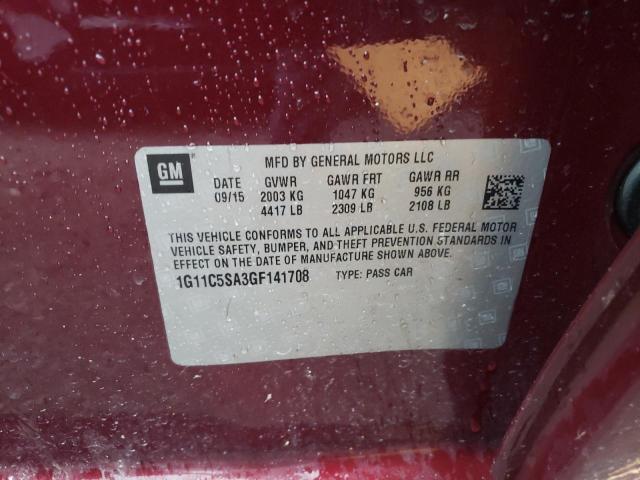 GM
MFD BY GENERAL MOTORS LLC
DATE GVWR GAWR FRT GAWR RR
09/15 2003 KG 1047 KG 956 KG
4417 LB 2309 LB 2108 LB
THIS VEHICLE CONFORMS TO ALL APPLICABLE U.S. FEDERAL MOTOR
VEHICLE SAFETY, BUMPER, AND THEFT PREVENTION STANDARDS IN
EFFECT ON THE DATE OF MANUFACTURE SHOWN ABOVE.
1G11C5SA3GF141708 TYPE: PASS CAR